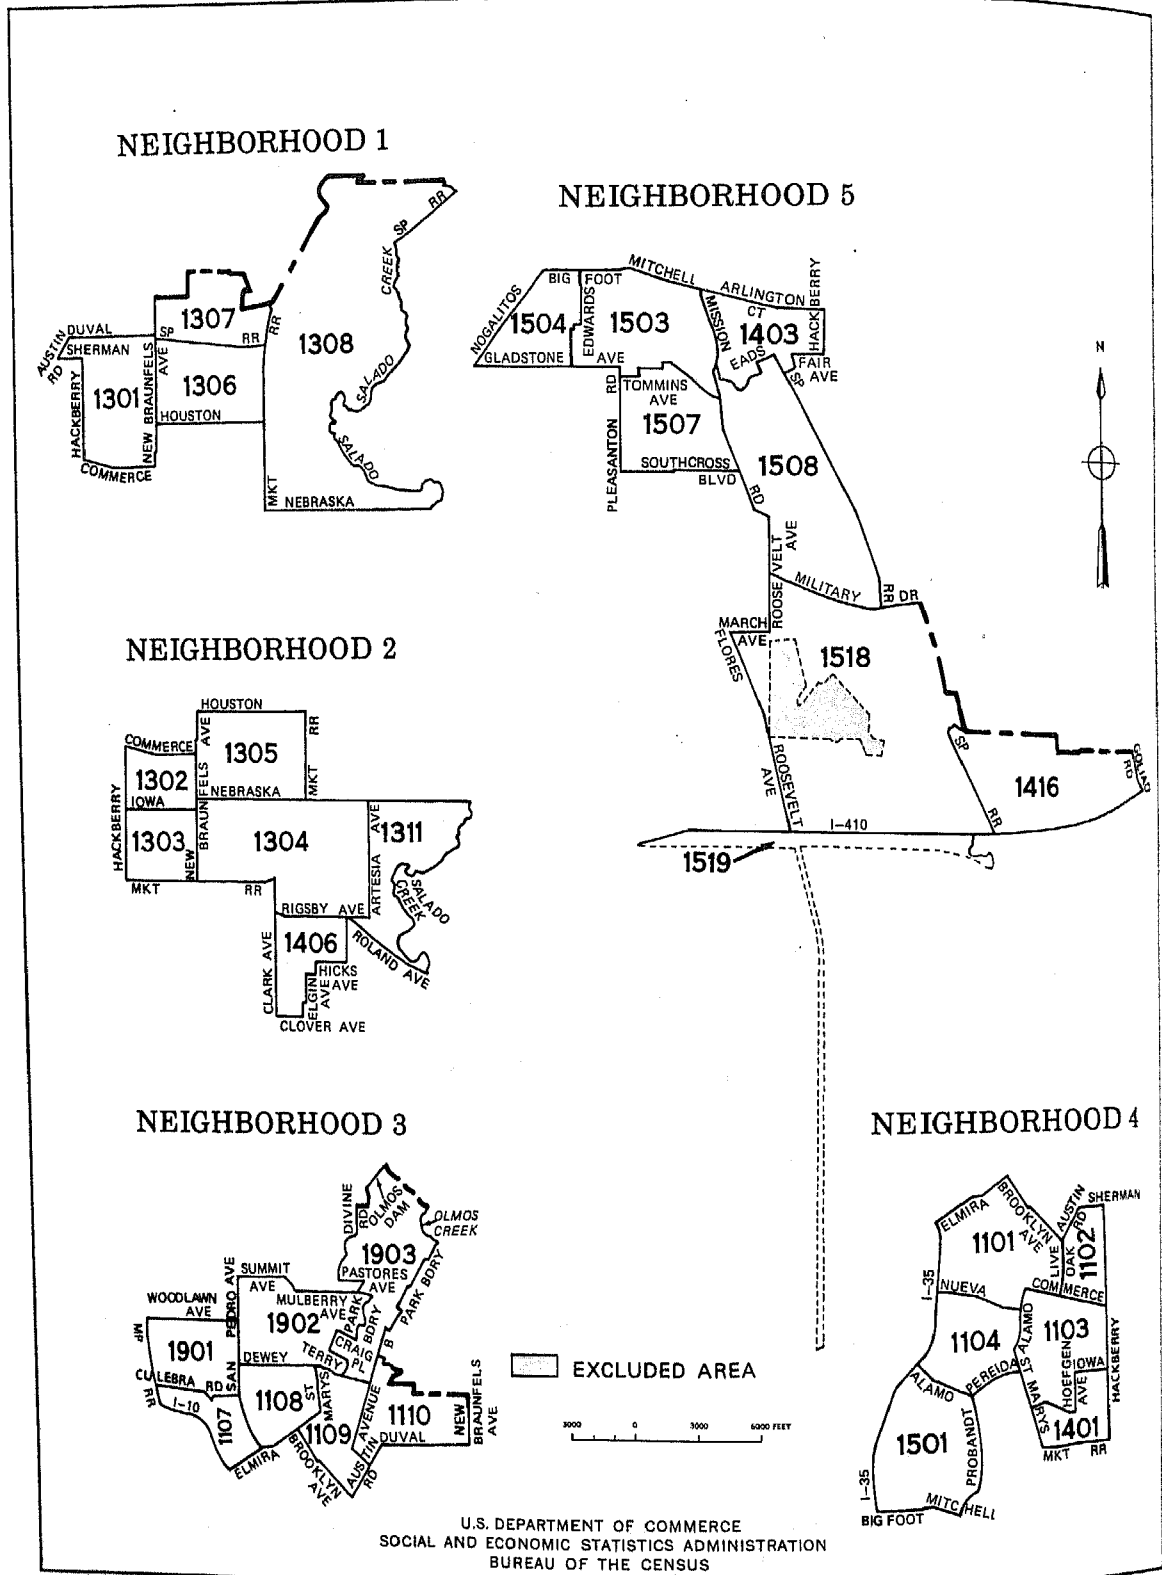 NEIGHBORHOOD 1
RR
SP
CREEK
1307
SP
RR
RR
1308
DUVAL
AUSTIN
RD
SHERMAN
AVE
NEW BRAUNFELS
1306
1301
HACKBERRY
HOUSTON
COMMERCE
SALADO
SALADO
MKT
NEBRASKA
NEIGHBORHOOD 5
MITCHELL
BIG
FOOT
ARLINGTON
CT
HACKBERRY
NOGALITOS
1504
EDWARDS
1503
MISSION
1403
EADS
GLADSTONE
AVE
FAIR
AVE
SP
RD
TOMMINS
AVE
1507
PLEASANTON
SOUTHCROSS
BLVD
1508
RD
ROOSEVELT
AVE
MILITARY
RR
DR
MARCH
AVE
FLORES
1518
SP
GOLIAD
RD
ROOSEVELT
AVE
1416
RR
I-410
1519
N
NEIGHBORHOOD 2
HOUSTON
AVE
RR
COMMERCE
1305
1302
IOWA
NEBRASKA
MKT
HACKBERRY
1303
NEW
BRAUNFELS
1304
AVE
1311
ARTESIA
SALADO
CREEK
MKT
RR
RIGSBY AVE
1406
ROLAND AVE
CLARK AVE
HICKS
AVE
ELGIN
AVE
CLOVER AVE
NEIGHBORHOOD 3
DIVINE
RD
OLMOS
DAM
OLMOS
CREEK
1903
PASTORES
AVE
PARK BDRY
SUMMIT
AVE
SAN PEDRO AVE
MULBERRY
AVE
PARK
BDRY
WOODLAWN
AVE
1902
CRAIG
PL
B
MP
1901
DEWEY
TERRY
CULEBRA
RD
RR
I-10
1107
1108
ST
MARYS
1109
AVENUE
1110
DUVAL
NEW
BRAUNFELS
AVE
ELMIRA
BROOKLYN
AVE
AUSTIN
RD
EXCLUDED AREA
3000 0 3000 6000 FEET
NEIGHBORHOOD 4
ELMIRA
BROOKLYN
AVE
AUSTIN
RD
SHERMAN
1101
LIVE
OAK
1102
I-35
NUEVA
COMMERCE
1104
ALAMO
1103
HOEFGEN
AVE
IOWA
HACKBERRY
ST MARYS
PEREIDA
ALAMO
1401
MKT
RR
1501
PROBANDT
I-35
MITCHELL
BIG FOOT
U.S. DEPARTMENT OF COMMERCE
SOCIAL AND ECONOMIC STATISTICS ADMINISTRATION
BUREAU OF THE CENSUS